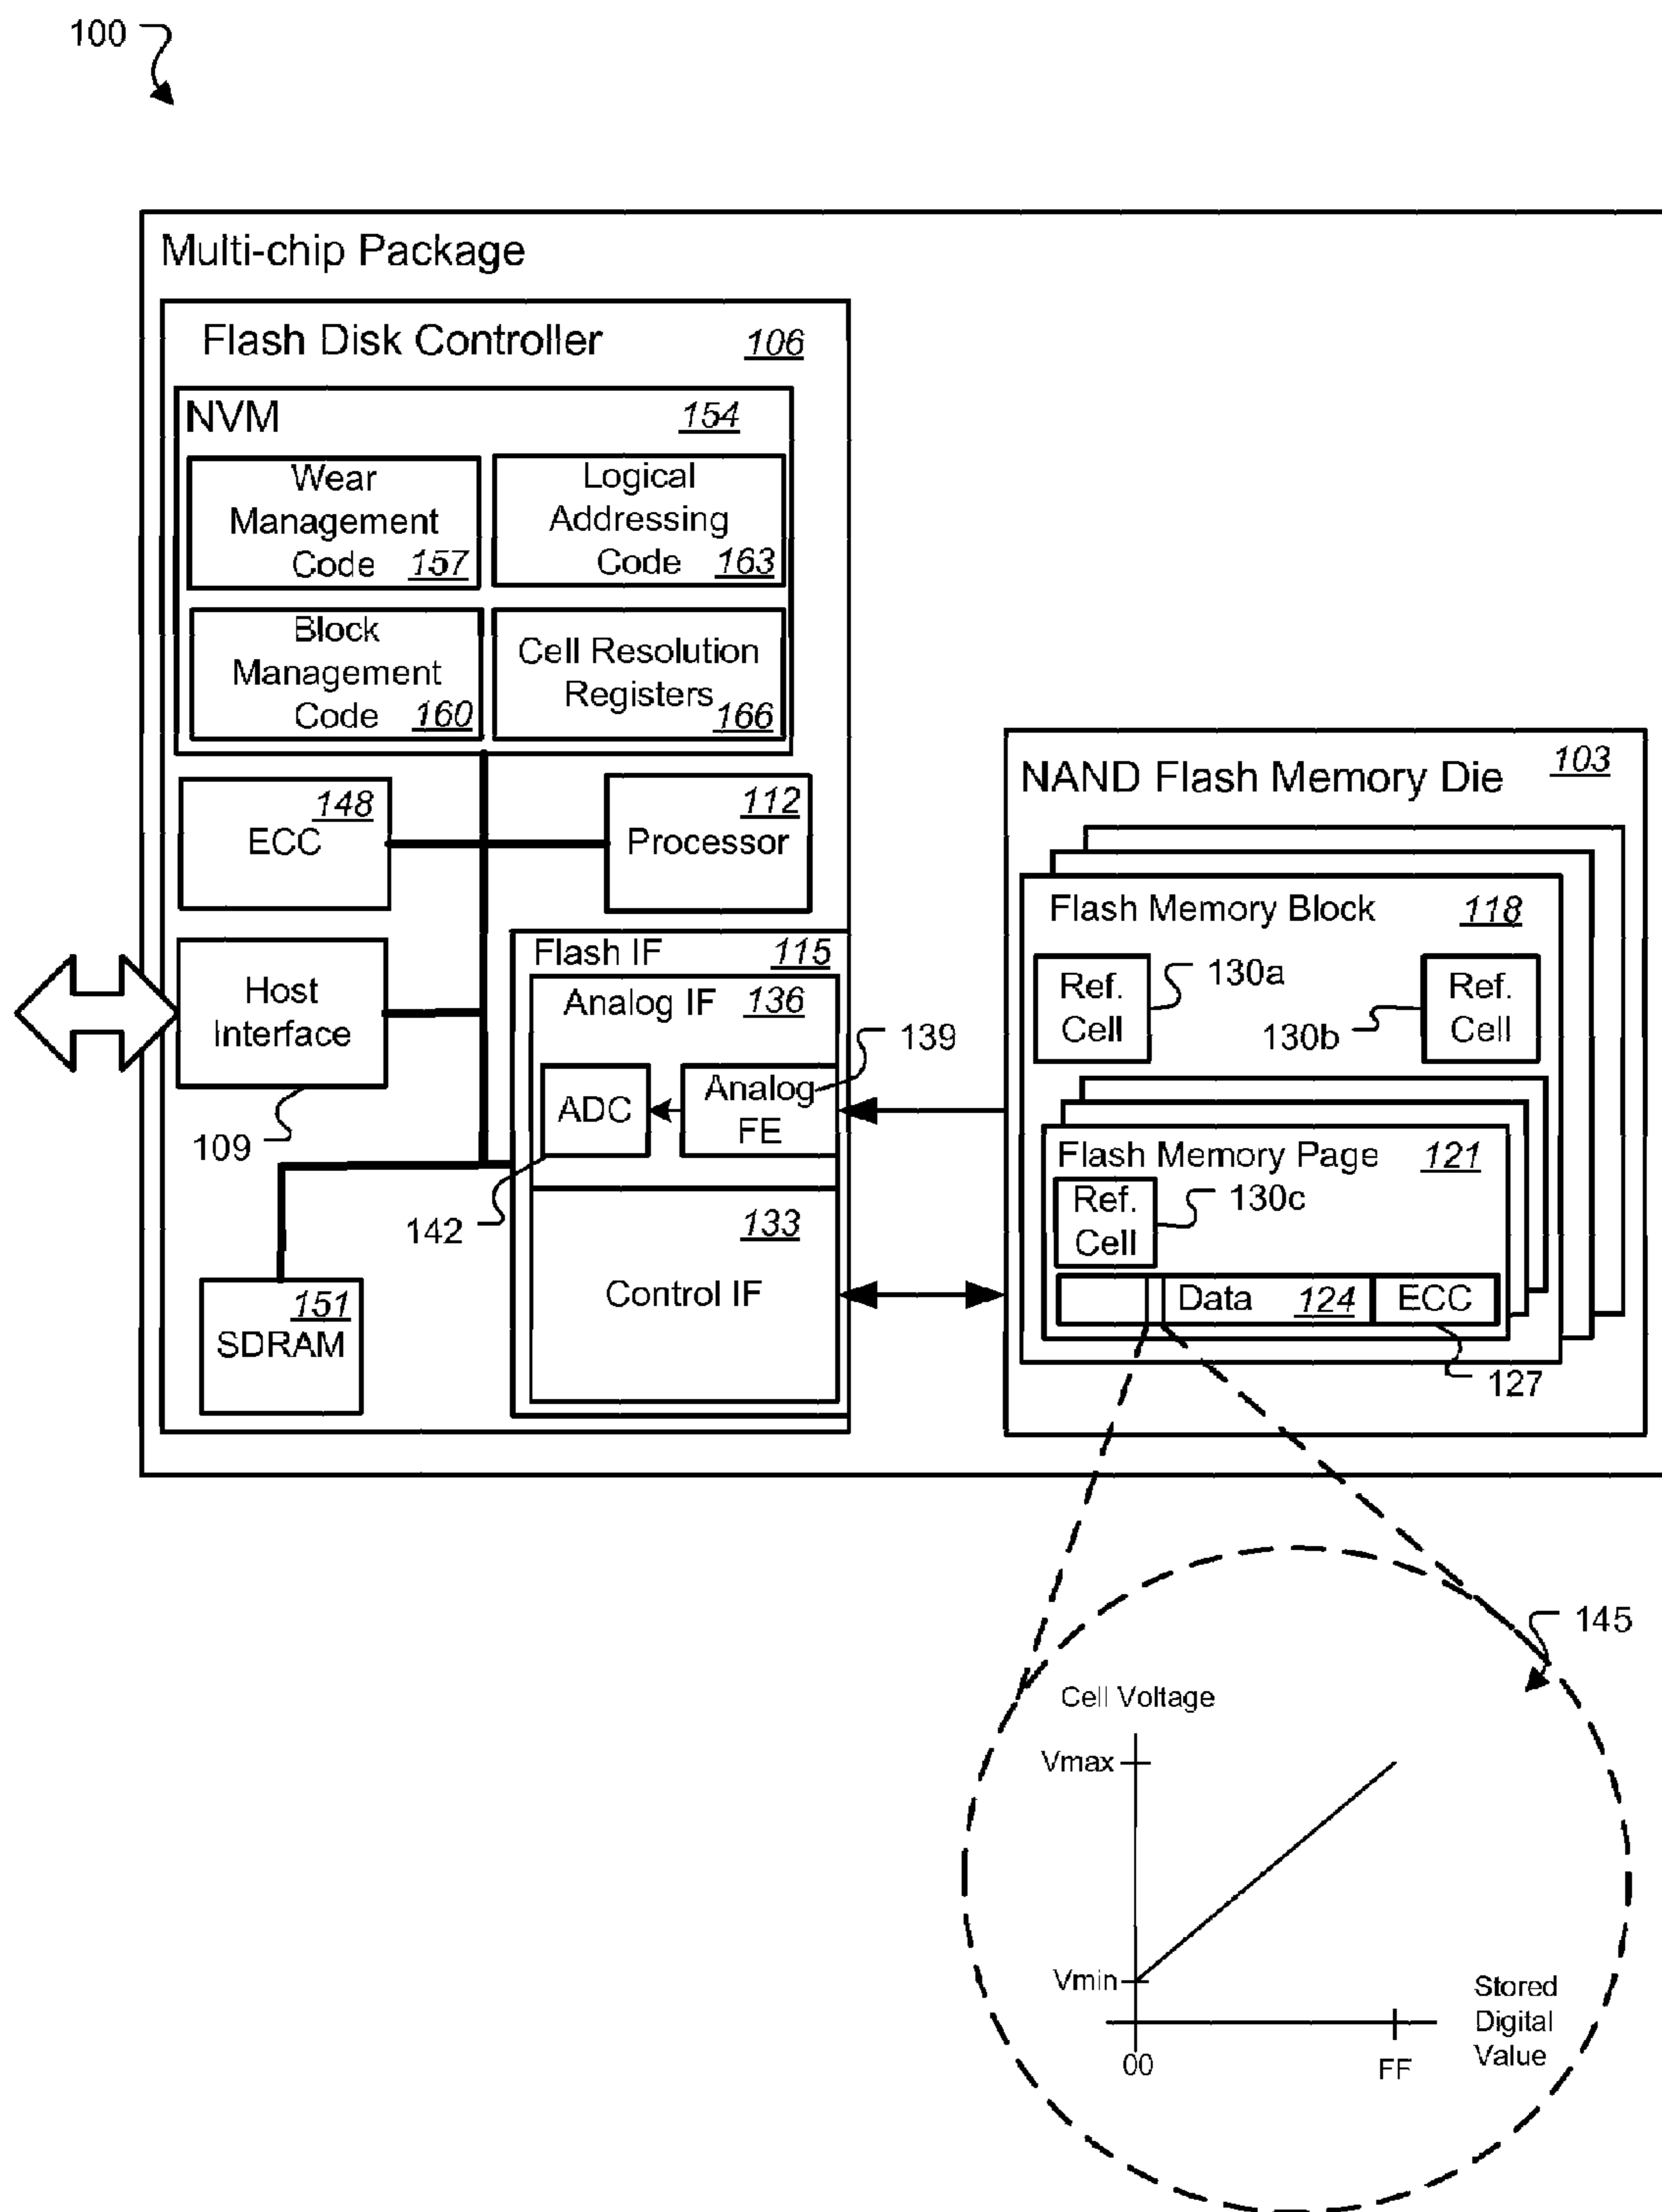 100
Multi-chip Package
Flash Disk Controller 106
NVM 154
Wear
Management
Code 157
Logical
Addressing
Code 163
Block
Management
Code 160
Cell Resolution
Registers 166
148
ECC
112
Processor
Host
Interface
109
Flash IF 115
Analog IF 136
139
ADC
Analog
FE
142
133
Control IF
151
SDRAM
NAND Flash Memory Die 103
Flash Memory Block 118
Ref.
Cell
130a
130b
Ref.
Cell
Flash Memory Page 121
Ref.
Cell
130c
Data 124 ECC
127
145
Cell Voltage
Vmax
Vmin
00
FF
Stored
Digital
Value